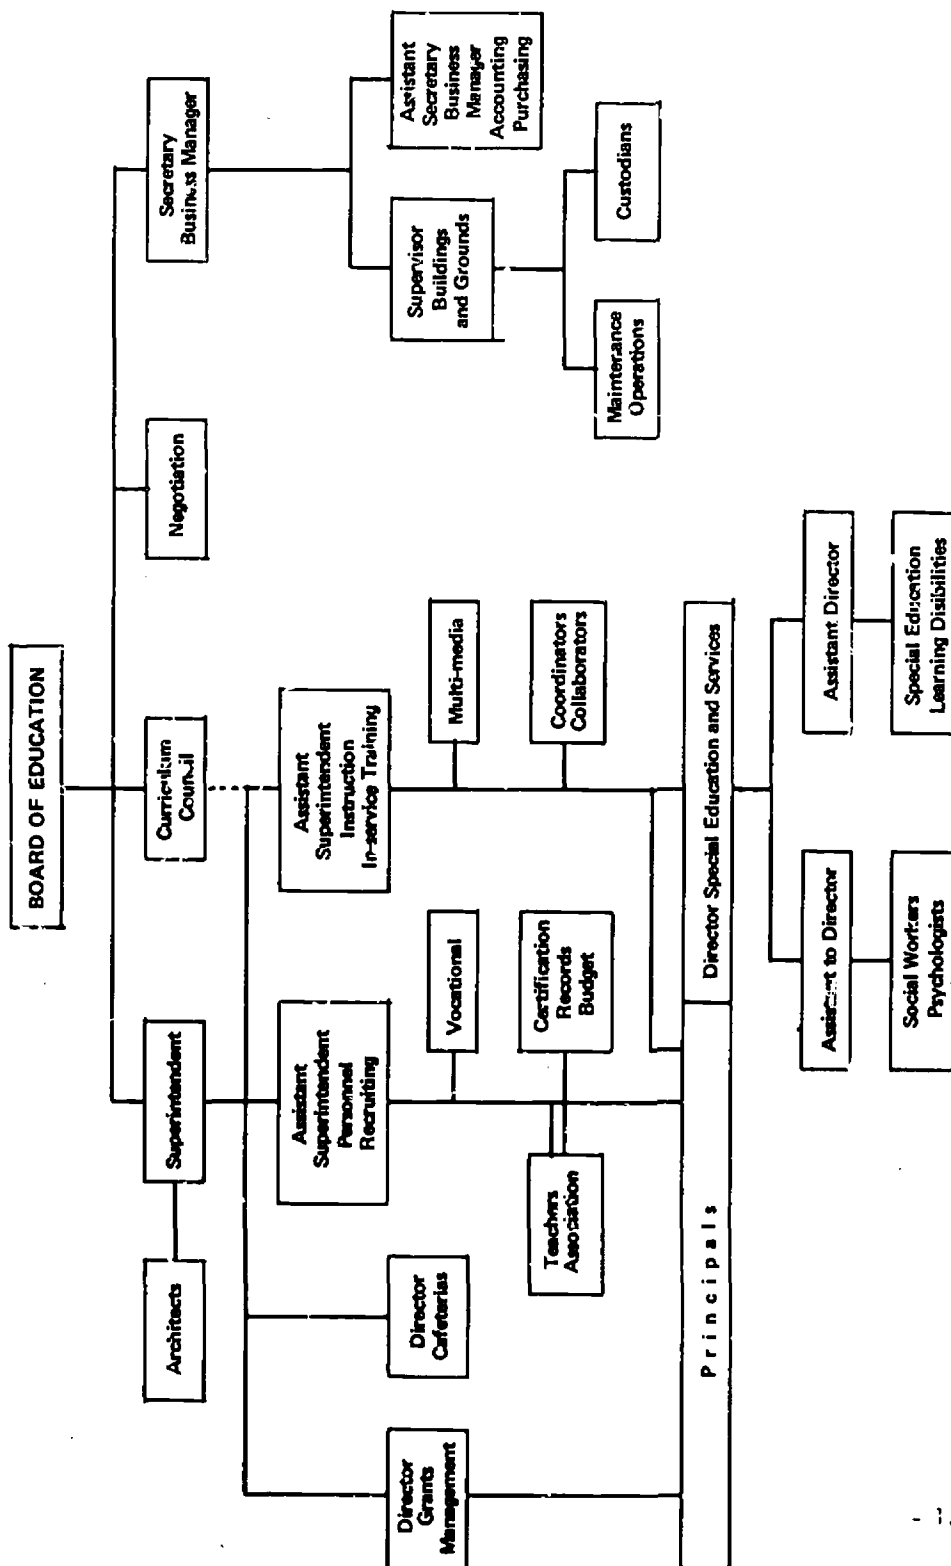 BOARD OF EDUCATION
Architects
Superintendent
Curriculum
Council
Negotiation
Secretary
Business Manager
Assistant
Superintendent
Personnel
Recruiting
Assistant
Superintendent
Instruction
In-service Training
Director
Grants
Management
Director
Cafeterias
Vocational
Multi-media
Supervisor
Buildings
and Grounds
Assistant
Secretary
Business
Manager
Accounting
Purchasing
Teachers
Association
Certification
Records
Budget
Coordinators
Collaborators
Maintenance
Operations
Custodians
Principals
Director Special Education and Services
Assistant to Director
Assistant Director
Social Workers
Psychologists
Special Education
Learning Disibilities